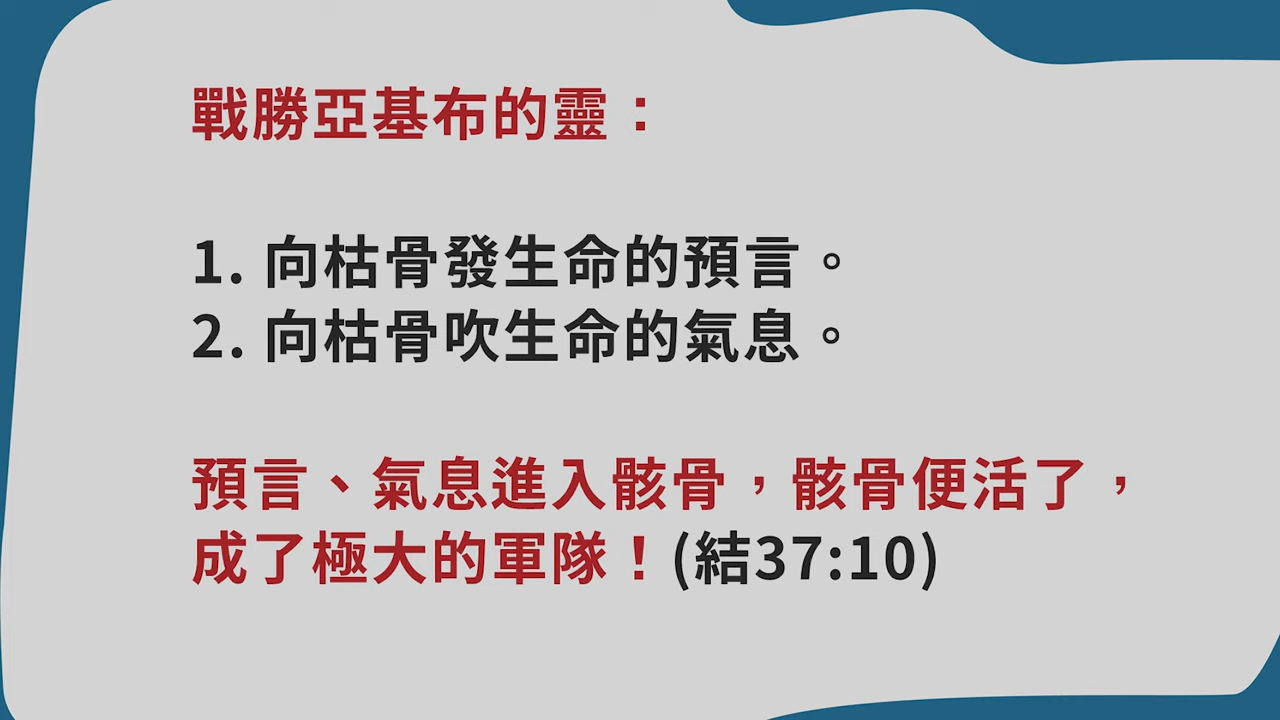 戰勝亞基布的靈：
1. 向枯骨發生命的預言。
2. 向枯骨吹生命的氣息。
預言、氣息進入骸骨，骸骨便活了，
成了極大的軍隊！(結37:10)